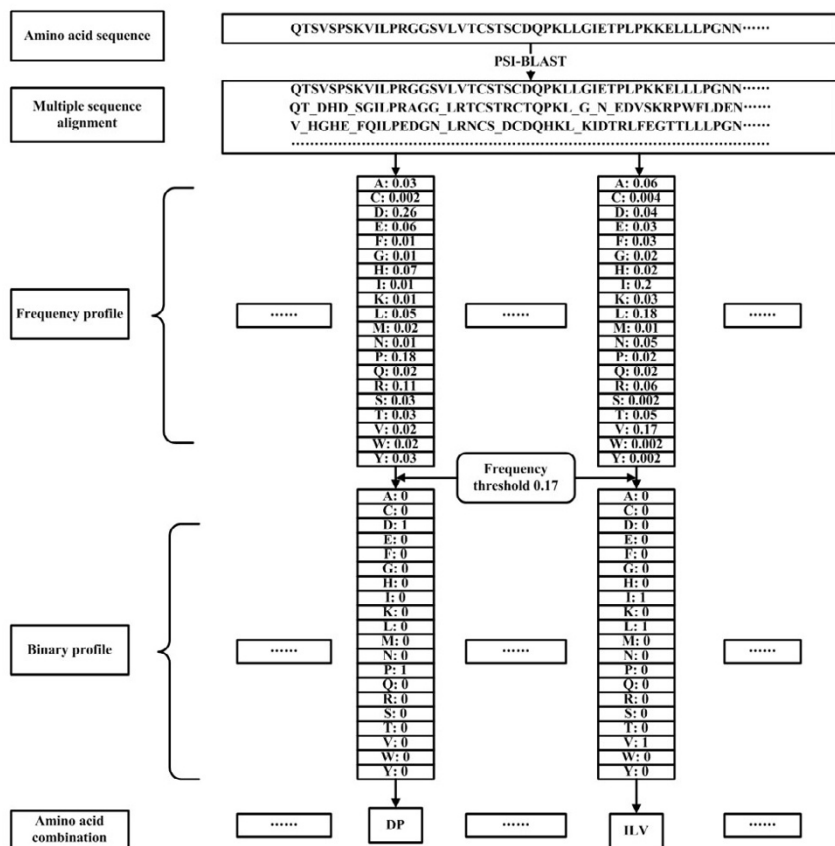 Amino acid sequence
QTSVSPSKVILPRGGSVLVTCSTSCDQPKLLGIETPLPKKELLLPGNN······
PSI-BLAST
Multiple sequence
alignment
QTSVSPSKVILPRGGSVLVTCSTSCDQPKLLGIETPLPKKELLLPGNN······
QT_DHD_SGILPRAGG_LRTCSTRCTQPKL_G_N_EDVSKRPWFLDEN······
V_HGHE_FQILPEDGN_LRNCS_DCDQHKL_KIDTRLFEGTTLLLPGN······
Frequency profile
······
A: 0.03
C: 0.002
D: 0.26
E: 0.06
F: 0.01
G: 0.01
H: 0.07
I: 0.01
K: 0.01
L: 0.05
M: 0.02
N: 0.01
P: 0.18
Q: 0.02
R: 0.11
S: 0.03
T: 0.03
V: 0.02
W: 0.02
Y: 0.03
······
A: 0.06
C: 0.004
D: 0.04
E: 0.03
F: 0.03
G: 0.02
H: 0.02
I: 0.2
K: 0.03
L: 0.18
M: 0.01
N: 0.05
P: 0.02
Q: 0.02
R: 0.06
S: 0.002
T: 0.05
V: 0.17
W: 0.002
Y: 0.002
······
Frequency
threshold 0.17
Binary profile
······
A: 0
C: 0
D: 1
E: 0
F: 0
G: 0
H: 0
I: 0
K: 0
L: 0
M: 0
N: 0
P: 1
Q: 0
R: 0
S: 0
T: 0
V: 0
W: 0
Y: 0
······
A: 0
C: 0
D: 0
E: 0
F: 0
G: 0
H: 0
I: 1
K: 0
L: 1
M: 0
N: 0
P: 0
Q: 0
R: 0
S: 0
T: 0
V: 1
W: 0
Y: 0
······
Amino acid
combination
······
DP
······
ILV
······